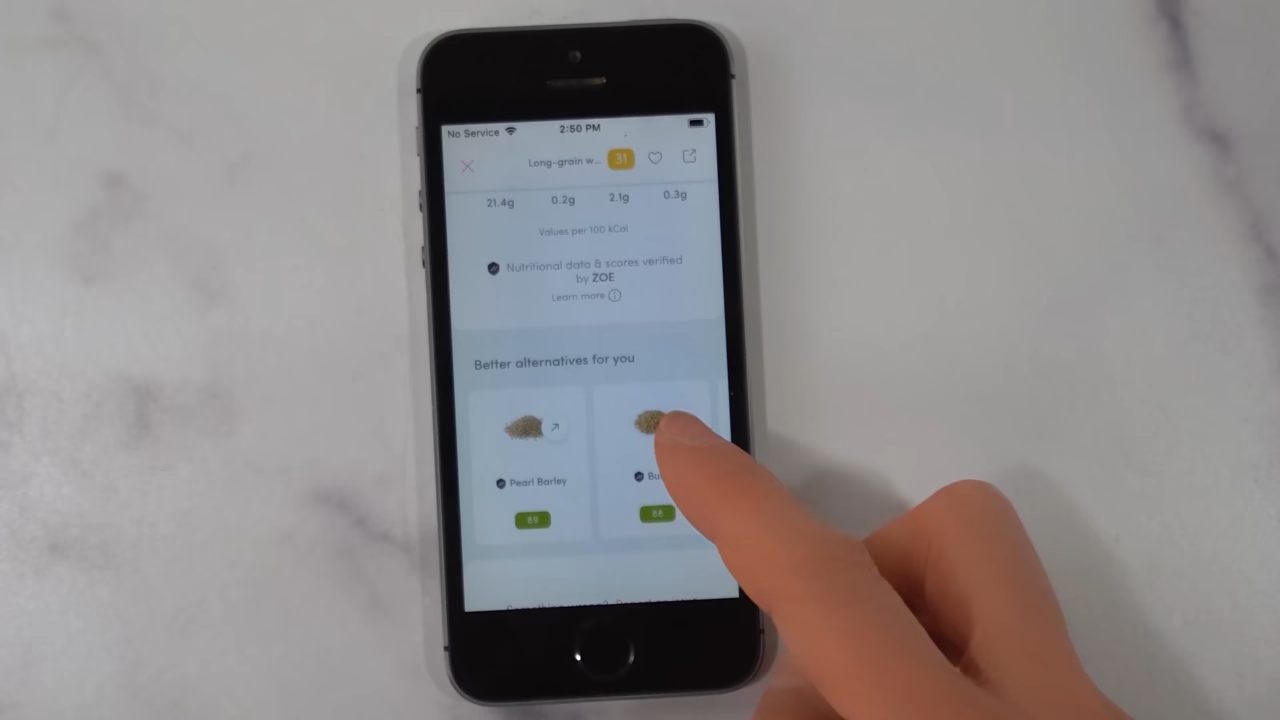 No Service 2:50 PM
Long-grain w... 31
21.4g 0.2g 2.1g 0.3g
Values per 100 kCal
Nutritional data & scores verified
by ZOE
Learn more
Better alternatives for you
Pearl Barley
89 88